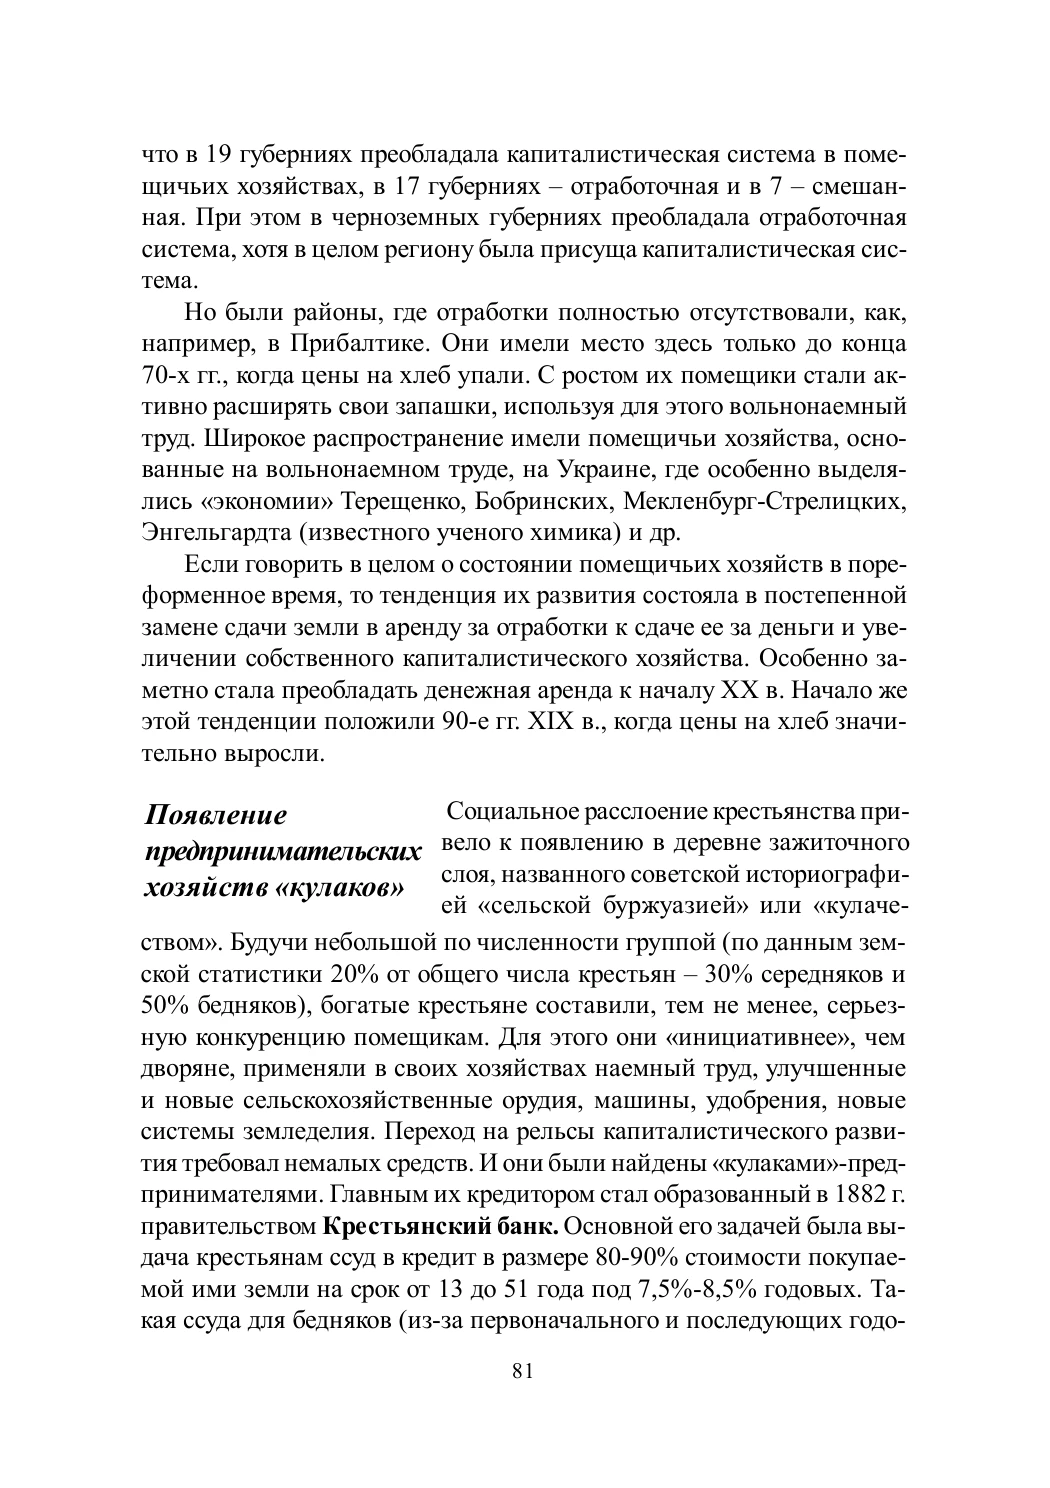 что в 19 губерниях преобладала капиталистическая система в поме-
щичьих хозяйствах, в 17 губерниях – отработочная и в 7 – смешан-
ная. При этом в черноземных губерниях преобладала отработочная
система, хотя в целом региону была присуща капиталистическая сис-
тема.
Но были районы, где отработки полностью отсутствовали, как,
например, в Прибалтике. Они имели место здесь только до конца
70-х гг., когда цены на хлеб упали. С ростом их помещики стали ак-
тивно расширять свои запашки, используя для этого вольнонаемный
труд. Широкое распространение имели помещичьи хозяйства, осно-
ванные на вольнонаемном труде, на Украине, где особенно выделя-
лись «экономии» Терещенко, Бобринских, Мекленбург-Стрелицких,
Энгельгардта (известного ученого химика) и др.
Если говорить в целом о состоянии помещичьих хозяйств в поре-
форменное время, то тенденция их развития состояла в постепенной
замене сдачи земли в аренду за отработки к сдаче ее за деньги и уве-
личении собственного капиталистического хозяйства. Особенно за-
метно стала преобладать денежная аренда к началу XX в. Начало же
этой тенденции положили 90-е гг. XIX в., когда цены на хлеб значи-
тельно выросли.
Появление
предпринимательских
хозяйств «кулаков»
Социальное расслоение крестьянства при-
вело к появлению в деревне зажиточного
слоя, названного советской историографи-
ей «сельской буржуазией» или «кулаче-
ством». Будучи небольшой по численности группой (по данным зем-
ской статистики 20% от общего числа крестьян – 30% середняков и
50% бедняков), богатые крестьяне составили, тем не менее, серьез-
ную конкуренцию помещикам. Для этого они «инициативнее», чем
дворяне, применяли в своих хозяйствах наемный труд, улучшенные
и новые сельскохозяйственные орудия, машины, удобрения, новые
системы земледелия. Переход на рельсы капиталистического разви-
тия требовал немалых средств. И они были найдены «кулаками»-пред-
принимателями. Главным их кредитором стал образованный в 1882 г.
правительством Крестьянский банк. Основной его задачей была вы-
дача крестьянам ссуд в кредит в размере 80-90% стоимости покупае-
мой ими земли на срок от 13 до 51 года под 7,5%-8,5% годовых. Та-
кая ссуда для бедняков (из-за первоначального и последующих годо-
81